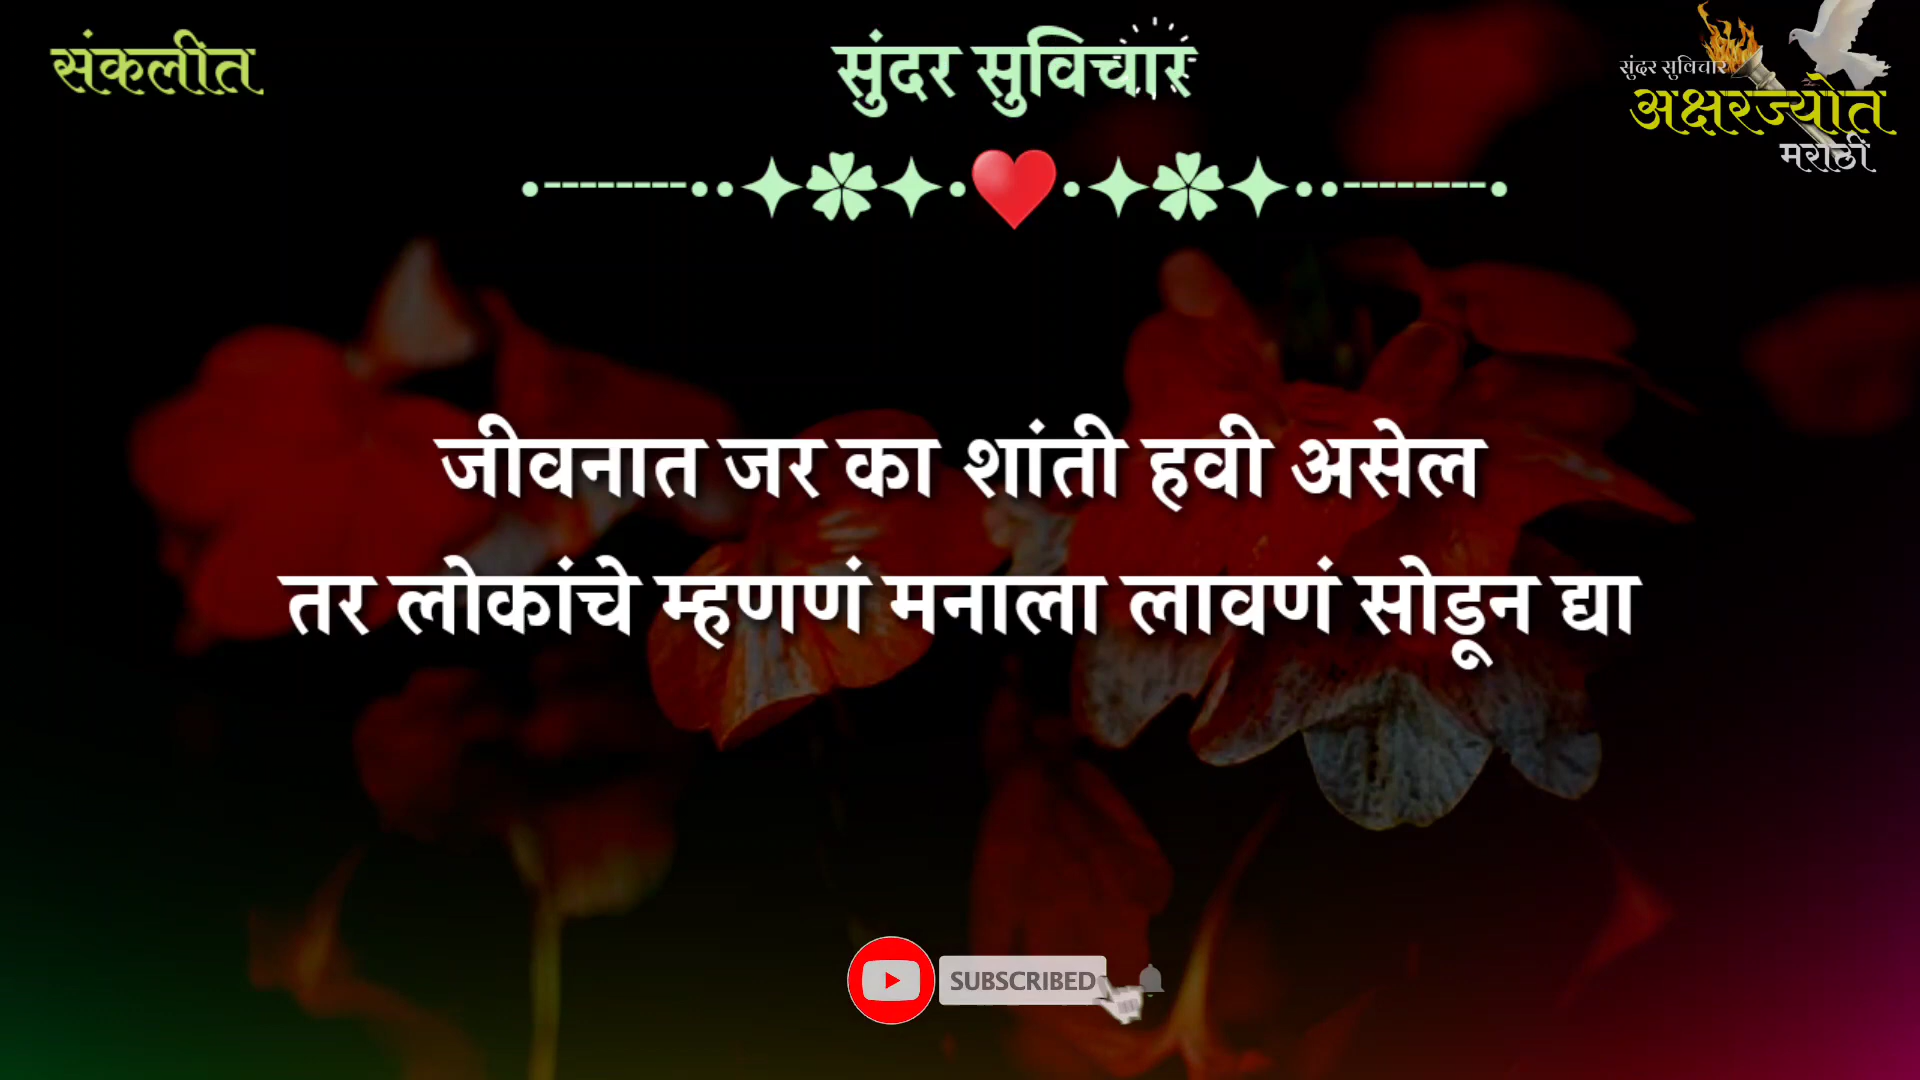 संकलीत
सुंदर सुविचार
सुंदर सुविचार
अक्षरज्योत
मराठी
जीवनात जर का शांती हवी असेल
तर लोकांचे म्हणणं मनाला लावणं सोडून द्या
SUBSCRIBED